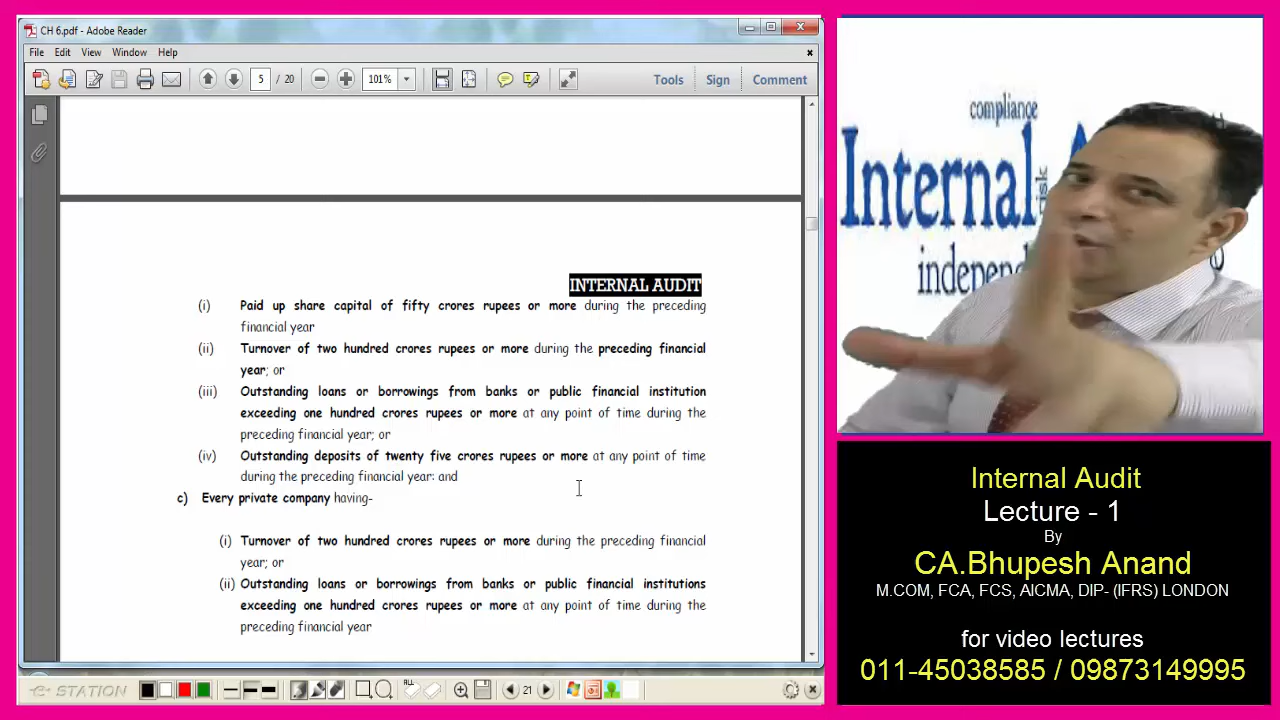 CH 6.pdf - Adobe Reader
File Edit View Window Help
5 / 20 101% Tools Sign Comment
INTERNAL AUDIT
(i) Paid up share capital of fifty crores rupees or more during the preceding
financial year
(ii) Turnover of two hundred crores rupees or more during the preceding financial
year; or
(iii) Outstanding loans or borrowings from banks or public financial institution
exceeding one hundred crores rupees or more at any point of time during the
preceding financial year; or
(iv) Outstanding deposits of twenty five crores rupees or more at any point of time
during the preceding financial year: and
c) Every private company having-
(i) Turnover of two hundred crores rupees or more during the preceding financial
year; or
(ii) Outstanding loans or borrowings from banks or public financial institutions
exceeding one hundred crores rupees or more at any point of time during the
preceding financial year
e-STATION
ALL
21
compliance
Internal
independ
Internal Audit
Lecture - 1
By
CA.Bhupesh Anand
M.COM, FCA, FCS, AICMA, DIP- (IFRS) LONDON
for video lectures
011-45038585 / 09873149995